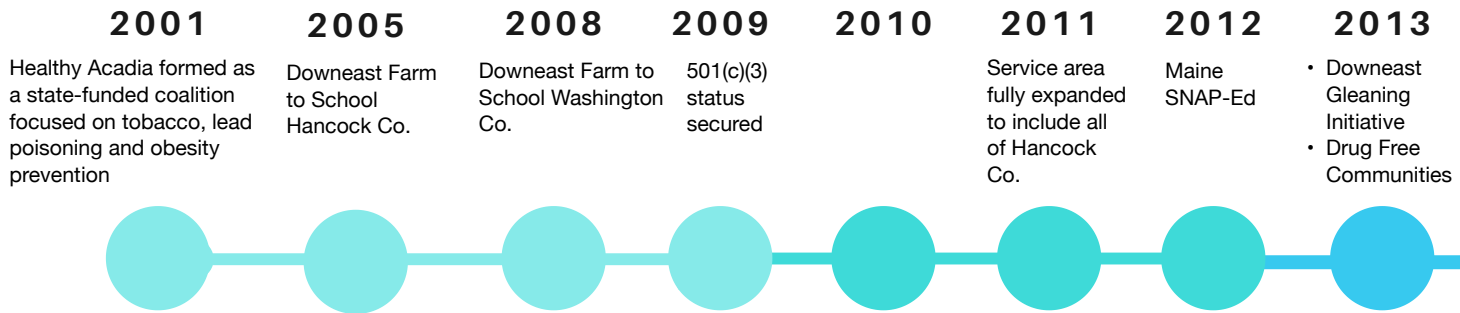 2001
Healthy Acadia formed as
a state-funded coalition
focused on tobacco, lead
poisoning and obesity
prevention
2005
Downeast Farm
to School
Hancock Co.
2008
Downeast Farm to
School Washington
Co.
2009
501(c)(3)
status
secured
2010
2011
Service area
fully expanded
to include all
of Hancock
Co.
2012
Maine
SNAP-Ed
2013
• Downeast
Gleaning
Initiative
• Drug Free
Communities